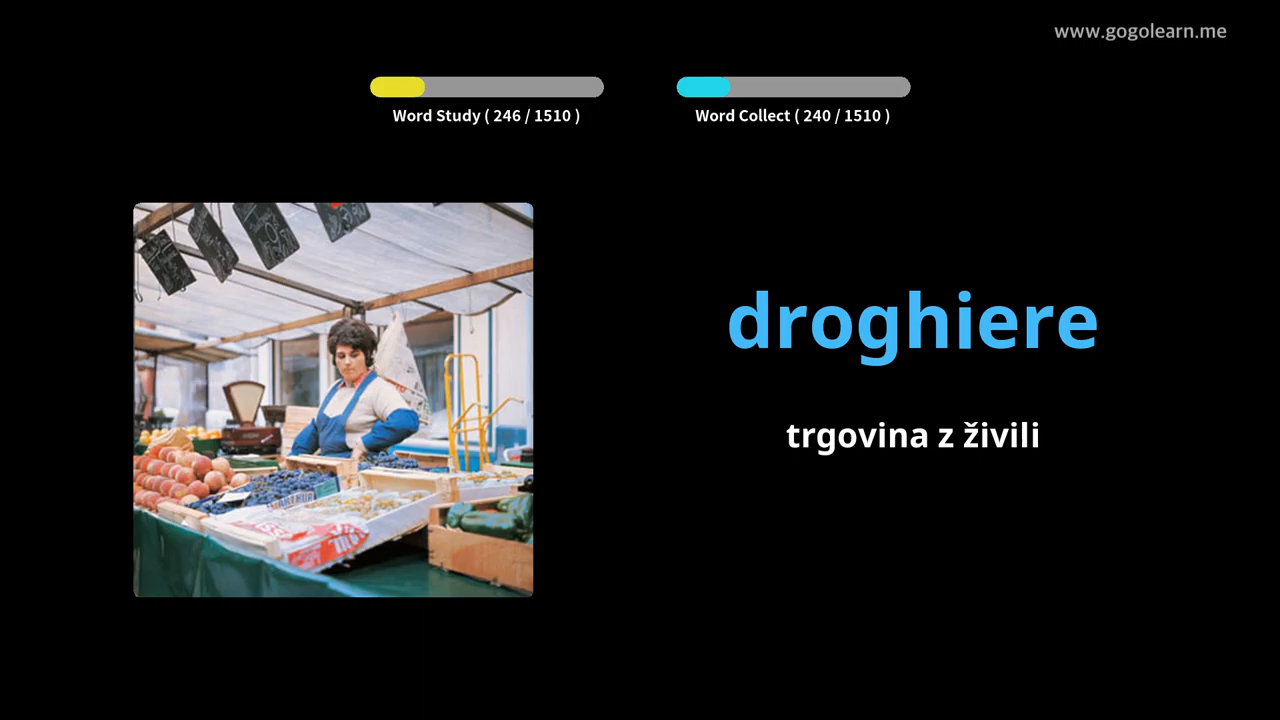 www.gogolearn.me
Word Study ( 246 / 1510 )
Word Collect ( 240 / 1510 )
droghiere
trgovina z živili